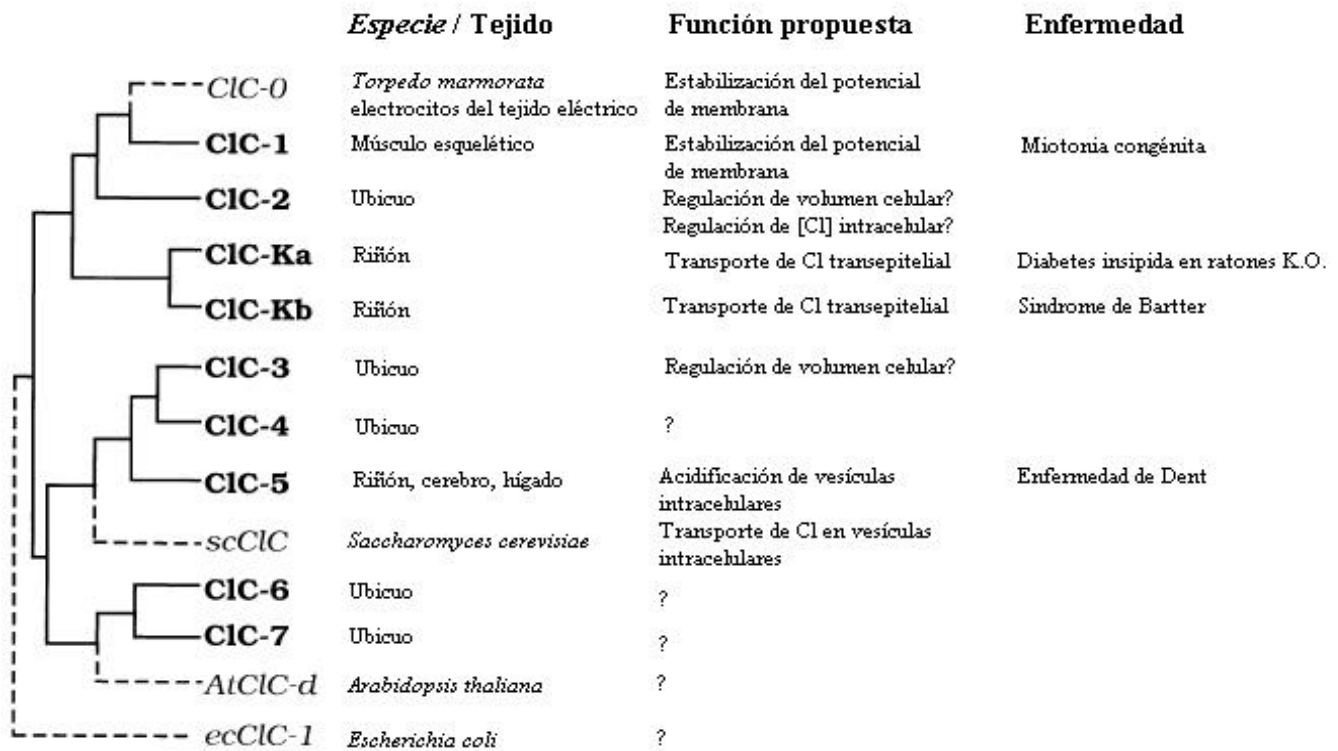 Especie / Tejido Función propuesta Enfermedad
ClC-0 Torpedo marmorata Estabilización del potencial
electrocitos del tejido eléctrico de membrana
ClC-1 Músculo esquelético Estabilización del potencial Miotonia congénita
de membrana
ClC-2 Ubicuo Regulación de volumen celular?
Regulación de [Cl] intracelular?
ClC-Ka Riñón Transporte de Cl transepitelial Diabetes insipida en ratones K.O.
ClC-Kb Riñón Transporte de Cl transepitelial Sindrome de Bartter
ClC-3 Ubicuo Regulación de volumen celular?
ClC-4 Ubicuo ?
ClC-5 Riñón, cerebro, hígado Acidificación de vesículas Enfermedad de Dent
intracelulares
scClC Saccharomyces cerevisiae Transporte de Cl en vesículas
intracelulares
ClC-6 Ubicuo ?
ClC-7 Ubicuo ?
AtClC-d Arabidopsis thaliana ?
ecClC-1 Escherichia coli ?